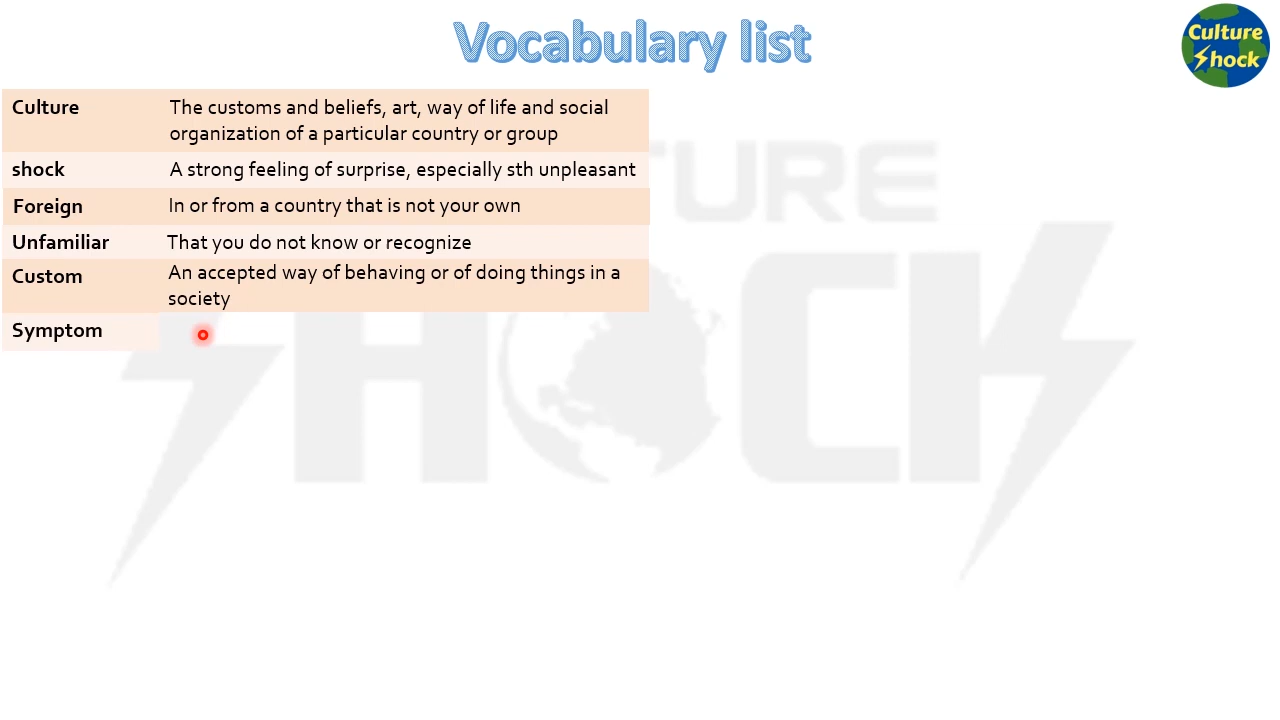 Vocabulary list
Culture
Shock
Culture The customs and beliefs, art, way of life and social
organization of a particular country or group
shock A strong feeling of surprise, especially sth unpleasant
Foreign In or from a country that is not your own
Unfamiliar That you do not know or recognize
Custom An accepted way of behaving or of doing things in a
society
Symptom
TURE
SHOCK